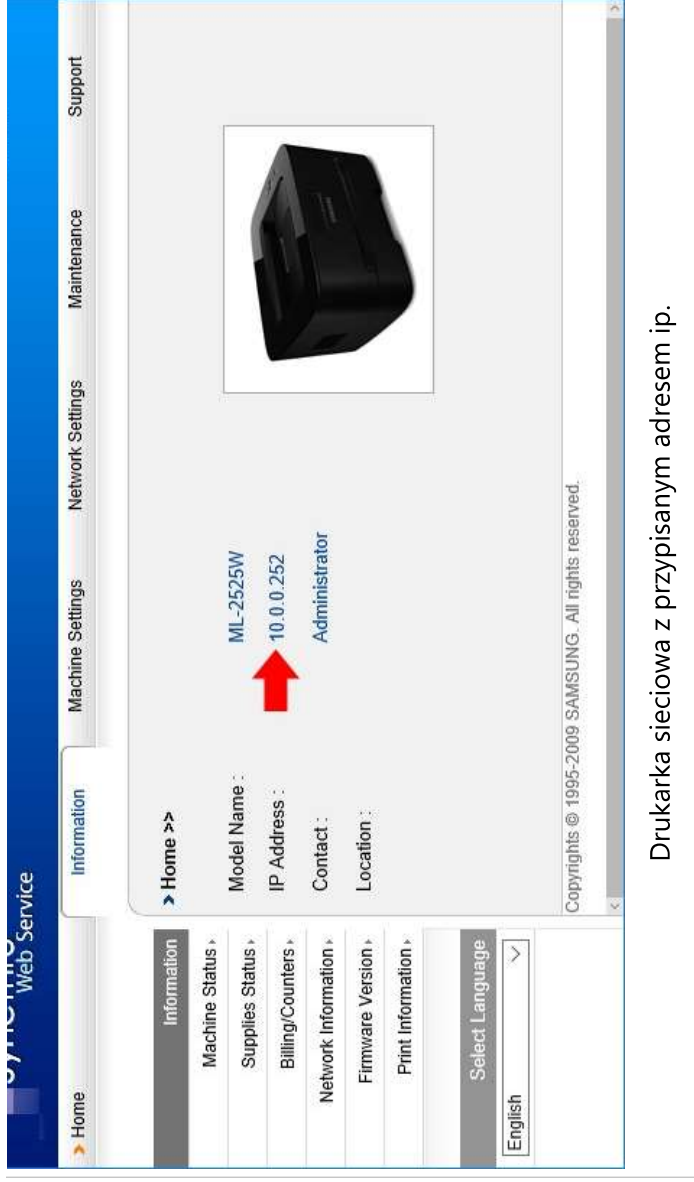 Web Service
Home
Information
Machine Settings
Network Settings
Maintenance
Support
Information
Machine Status
Supplies Status
Billing/Counters
Network Information
Firmware Version
Print Information
Select Language
English
Home >>
Model Name : ML-2525W
IP Address : 10.0.0.252
Contact : Administrator
Location :
Copyrights © 1995-2009 SAMSUNG. All rights reserved.
Drukarka sieciowa z przypisanym adresem ip.